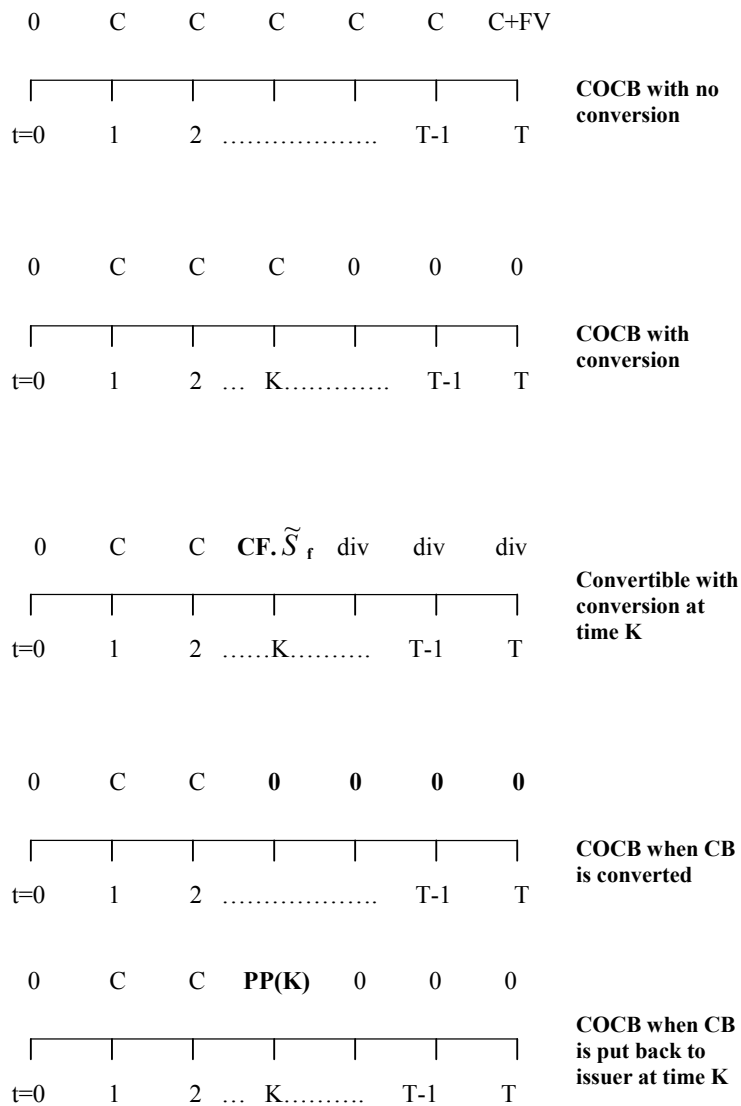 0 C C C C C C+FV
COCB with no
conversion
t=0 1 2 ………………. T-1 T
0 C C C 0 0 0
COCB with
conversion
t=0 1 2 … K…………. T-1 T
0 C C CF. S̃ f div div div
Convertible with
conversion at
time K
t=0 1 2 ……K………. T-1 T
0 C C 0 0 0 0
COCB when CB
is converted
t=0 1 2 ………………. T-1 T
0 C C PP(K) 0 0 0
COCB when CB
is put back to
issuer at time K
t=0 1 2 … K………. T-1 T